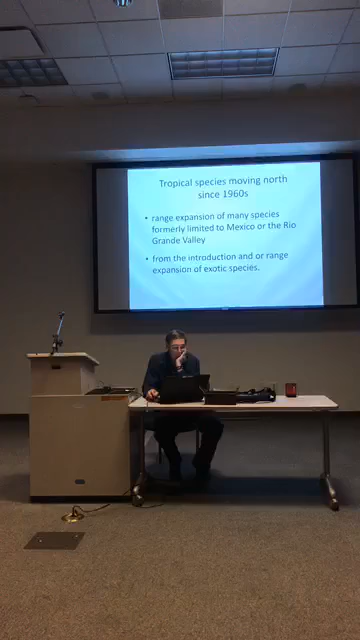 Tropical species moving north
since 1960s
• range expansion of many species
formerly limited to Mexico or the Rio
Grande Valley
• from the introduction and or range
expansion of exotic species.